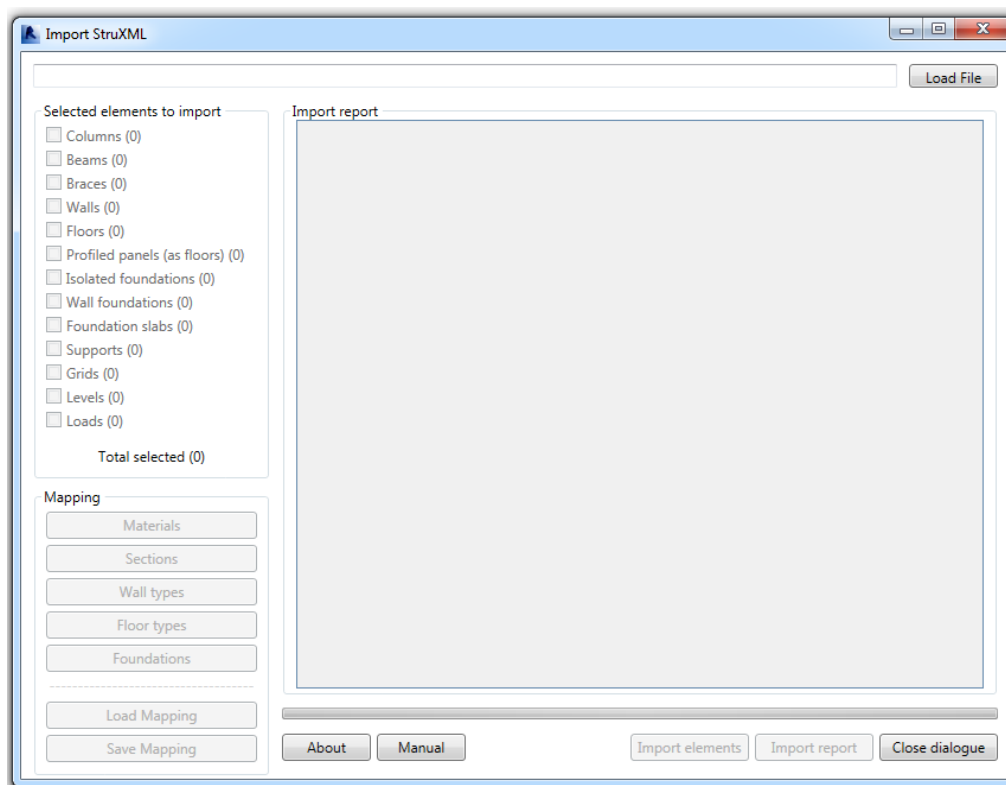 Import StruXML
Load File
Selected elements to import
Columns (0)
Beams (0)
Braces (0)
Walls (0)
Floors (0)
Profiled panels (as floors) (0)
Isolated foundations (0)
Wall foundations (0)
Foundation slabs (0)
Supports (0)
Grids (0)
Levels (0)
Loads (0)
Total selected (0)
Mapping
Materials
Sections
Wall types
Floor types
Foundations
Load Mapping
Save Mapping
Import report
About
Manual
Import elements
Import report
Close dialogue